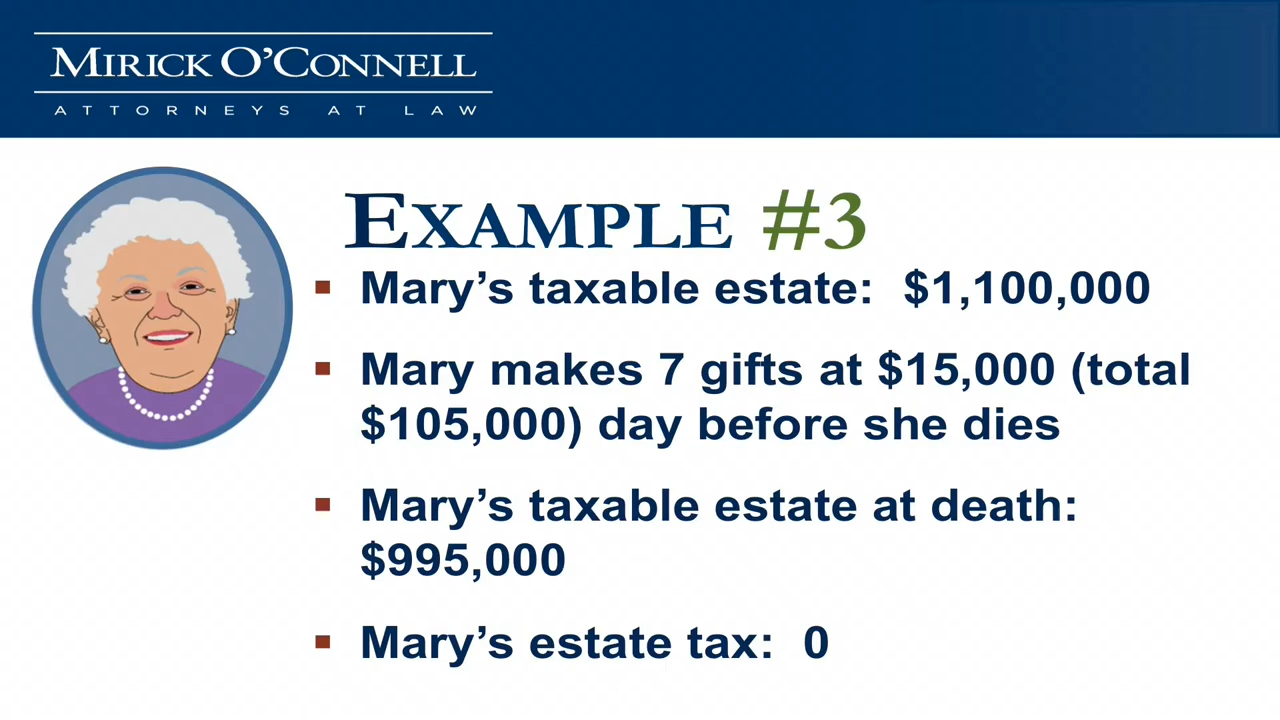 MIRICK O'CONNELL
ATTORNEYS AT LAW
EXAMPLE #3
▪ Mary's taxable estate: $1,100,000
▪ Mary makes 7 gifts at $15,000 (total
$105,000) day before she dies
▪ Mary's taxable estate at death:
$995,000
▪ Mary's estate tax: 0